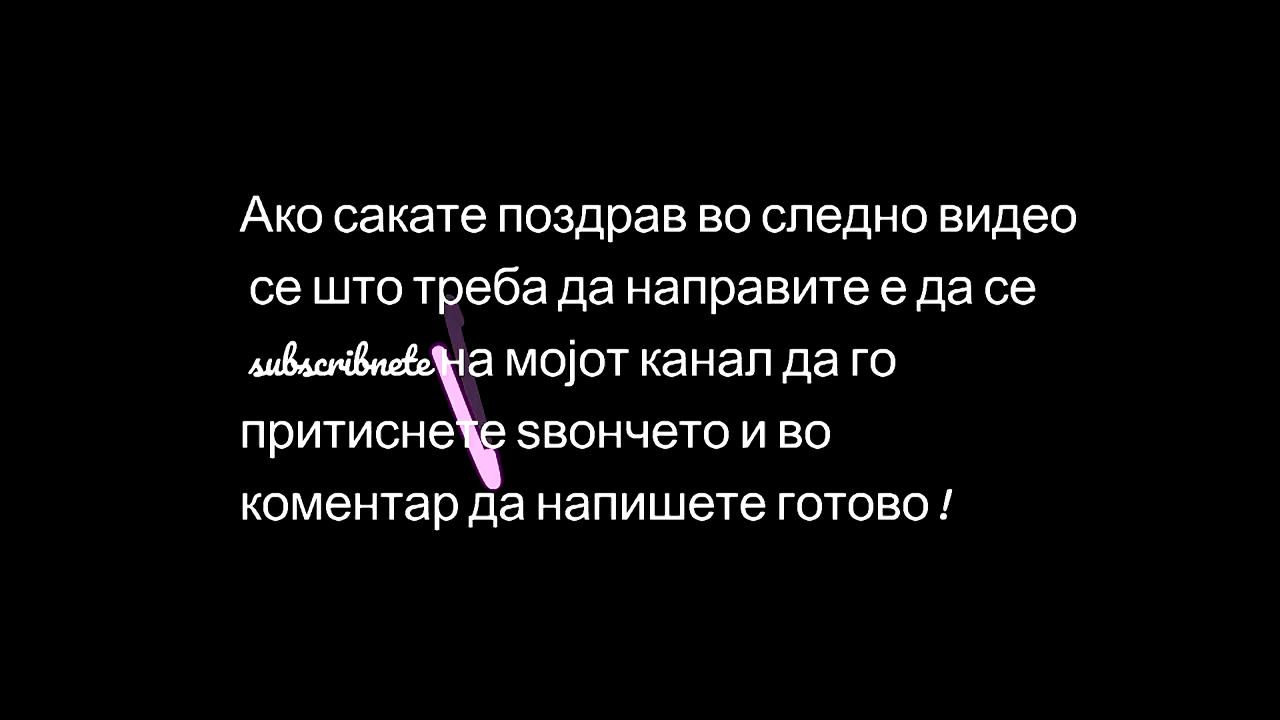 Ако сакате поздрав во следно видео
се што треба да направите е да се
subscribnete на мојот канал да го
притиснете ѕвончето и во
коментар да напишете готово !